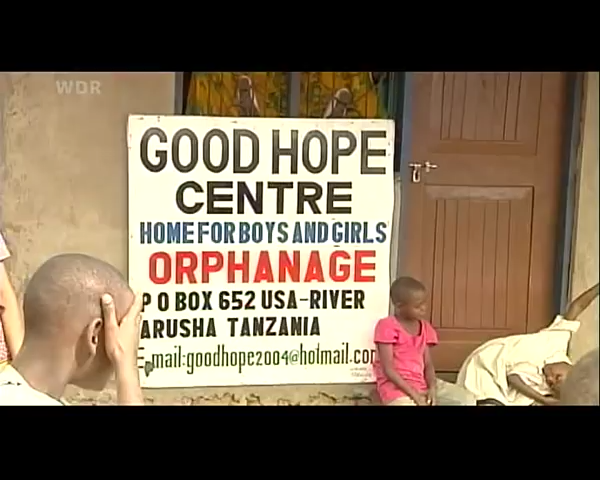 WDR
GOOD HOPE
CENTRE
HOME FOR BOYS AND GIRLS
ORPHANAGE
P O BOX 652 USA-RIVER
ARUSHA TANZANIA
E-mail:goodhope2004@hotmail.com